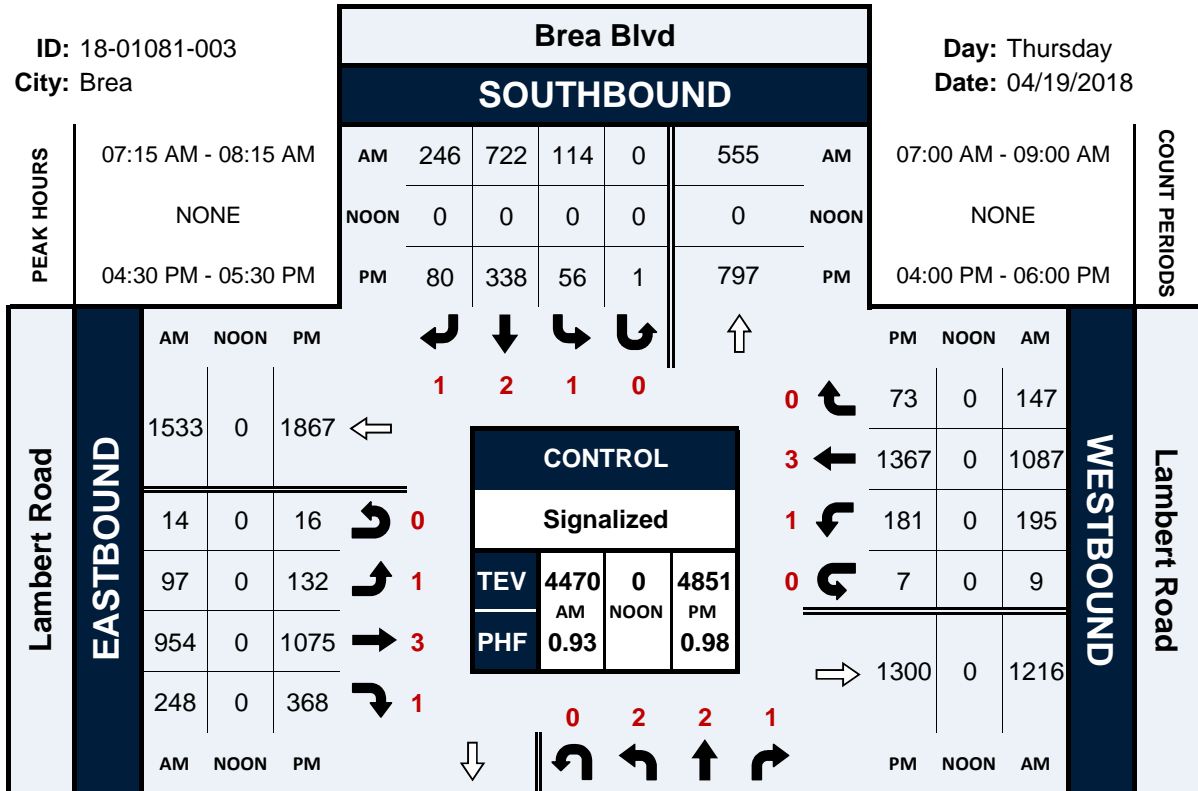 ID: 18-01081-003
City: Brea
Brea Blvd
SOUTHBOUND
Day: Thursday
Date: 04/19/2018
PEAK HOURS
07:15 AM - 08:15 AM
NONE
04:30 PM - 05:30 PM
AM 246 722 114 0 555 AM
NOON 0 0 0 0 0 NOON
PM 80 338 56 1 797 PM
07:00 AM - 09:00 AM
NONE
04:00 PM - 06:00 PM
COUNT PERIODS
1 2 1 0
Lambert Road
EASTBOUND
AM NOON PM
1533 0 1867
14 0 16 0
97 0 132 1
954 0 1075 3
248 0 368 1
AM NOON PM
CONTROL
Signalized
TEV 4470 0 4851
AM NOON PM
PHF 0.93 0.98
PM NOON AM
0 73 0 147
3 1367 0 1087
1 181 0 195
0 7 0 9
1300 0 1216
PM NOON AM
WESTBOUND
Lambert Road
0 2 2 1